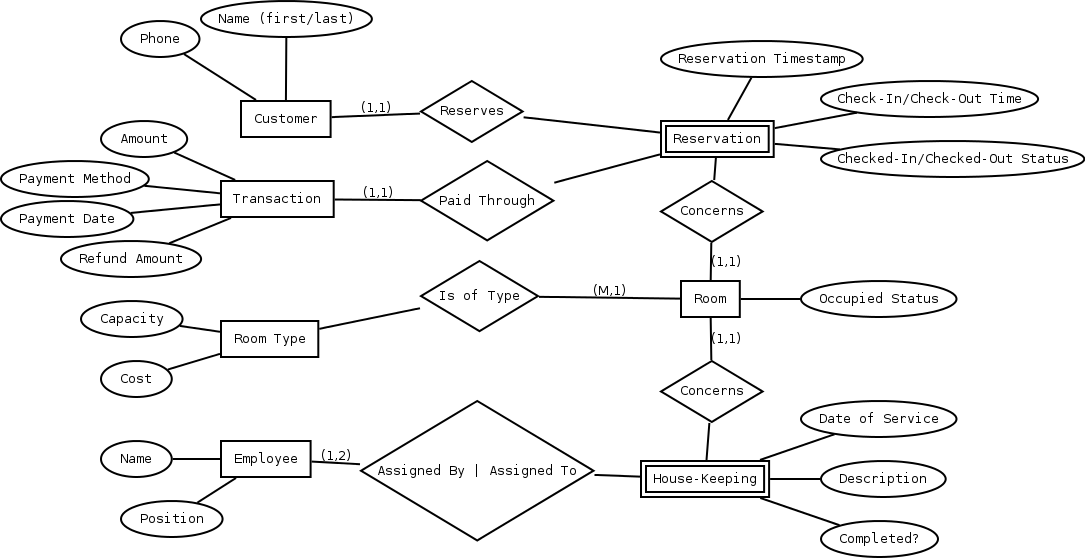 Name (first/last)
Phone
Reservation Timestamp
Check-In/Check-Out Time
(1,1)
Reserves
Customer
Amount
Reservation
Checked-In/Checked-Out Status
Payment Method
(1,1)
Transaction
Paid Through
Concerns
Payment Date
Refund Amount
(1,1)
Is of Type
(M,1)
Room
Occupied Status
Capacity
Room Type
(1,1)
Cost
Concerns
Date of Service
Name
Employee
(1,2)
Assigned By | Assigned To
House-Keeping
Description
Position
Completed?